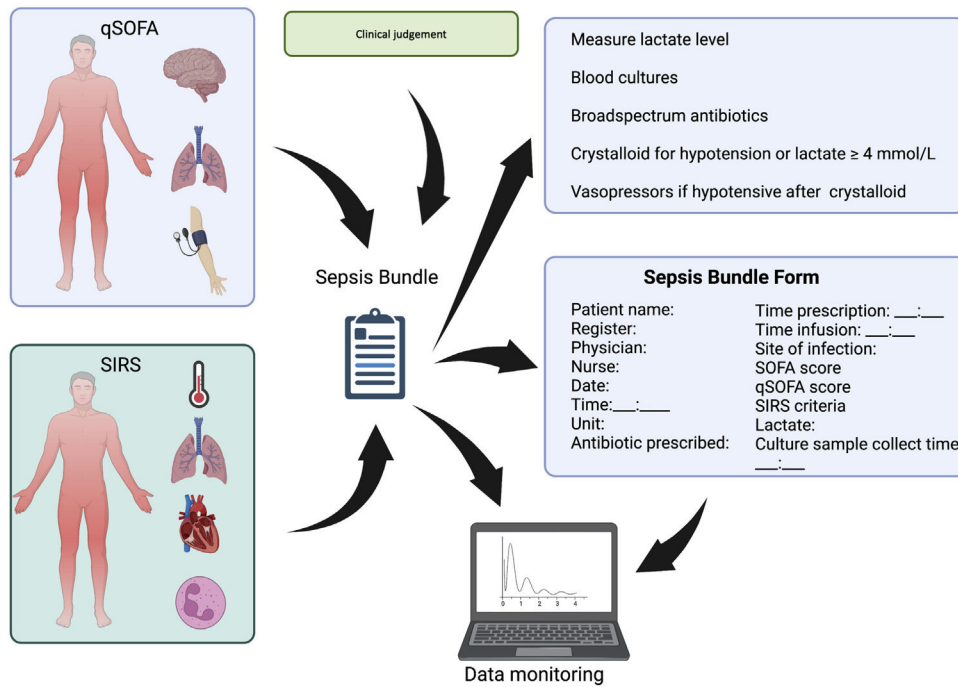 qSOFA
Clinical judgement
Measure lactate level
Blood cultures
Broadspectrum antibiotics
Crystalloid for hypotension or lactate ≥ 4 mmol/L
Vasopressors if hypotensive after crystalloid
Sepsis Bundle
SIRS
Sepsis Bundle Form
Patient name:
Register:
Physician:
Nurse:
Date:
Time:___:____
Unit:
Antibiotic prescribed:
Time prescription: ___:___
Time infusion: ___:___
Site of infection:
SOFA score
qSOFA score
SIRS criteria
Lactate:
Culture sample collect time
___:___
0 1 2 3 4
Data monitoring